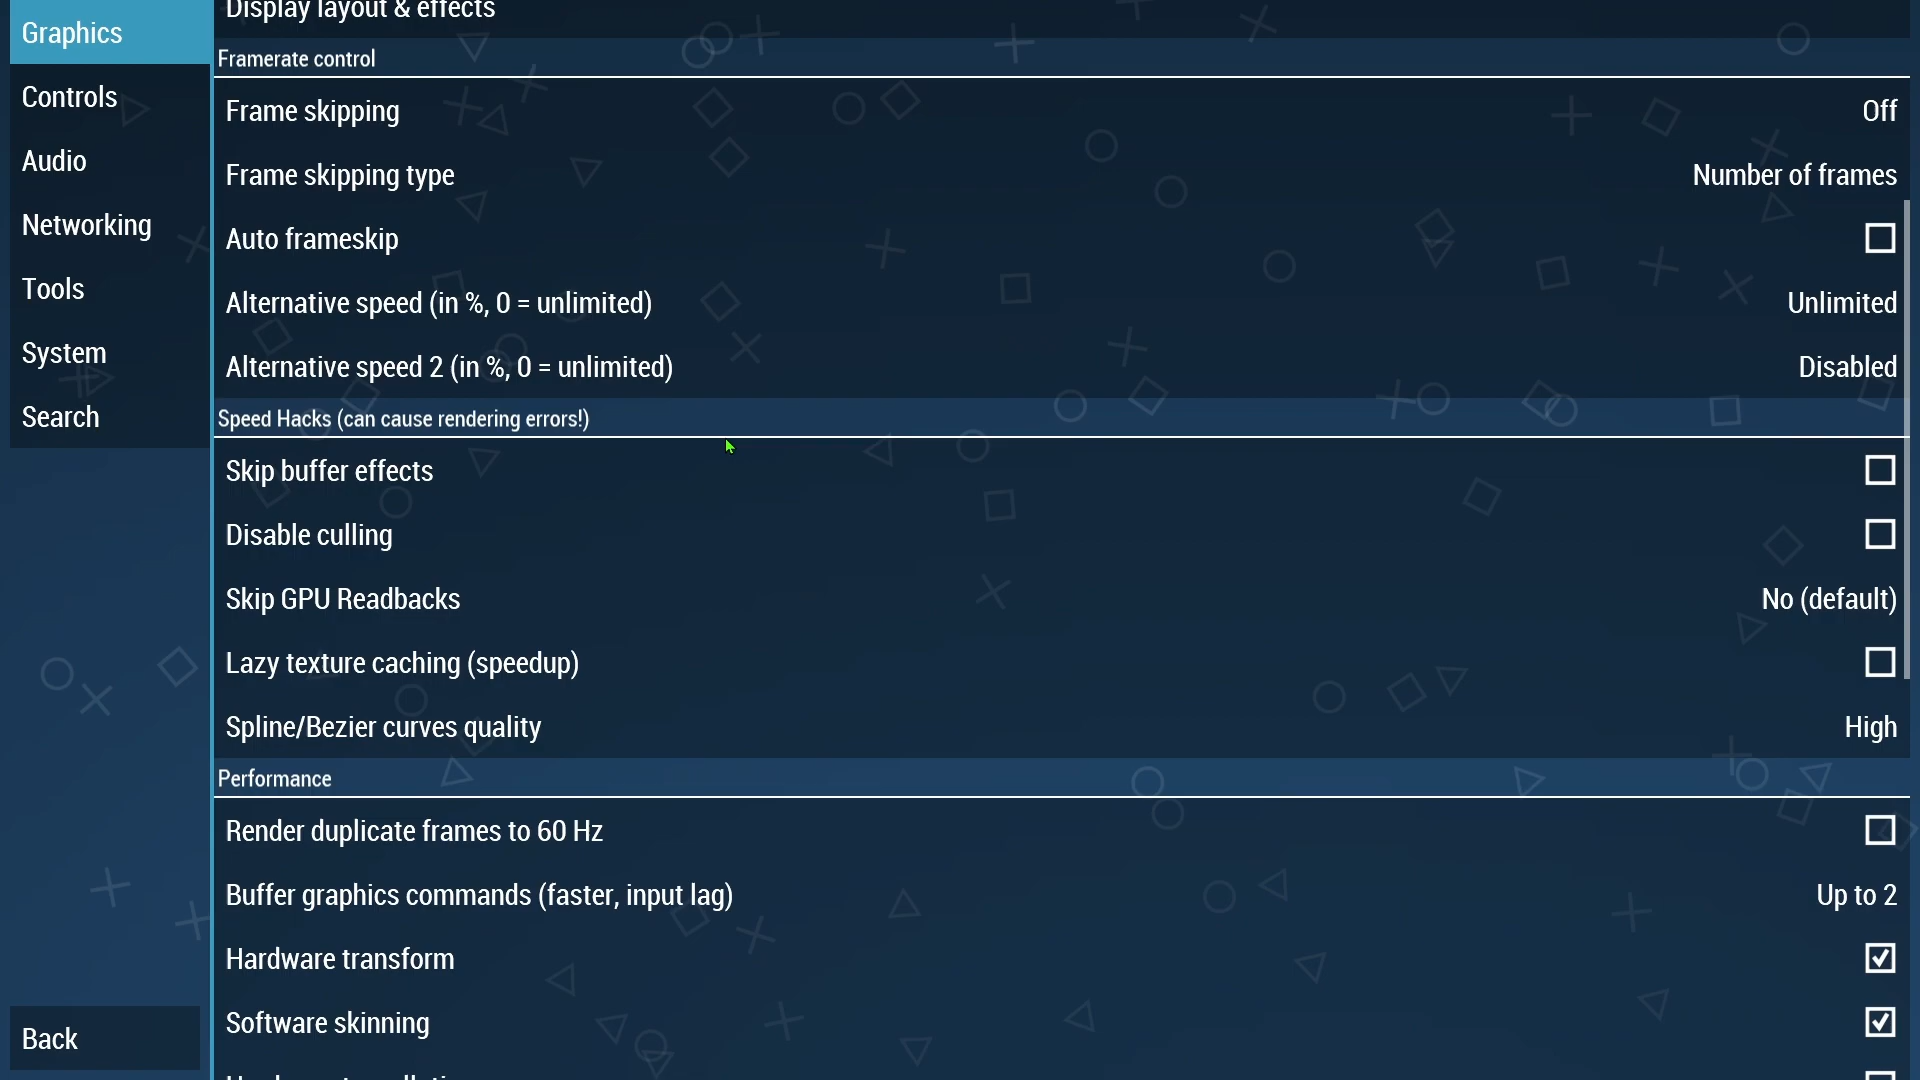 Graphics
Controls
Audio
Networking
Tools
System
Search
Back
Display layout & effects
Framerate control
Frame skipping Off
Frame skipping type Number of frames
Auto frameskip
Alternative speed (in %, 0 = unlimited) Unlimited
Alternative speed 2 (in %, 0 = unlimited) Disabled
Speed Hacks (can cause rendering errors!)
Skip buffer effects
Disable culling
Skip GPU Readbacks No (default)
Lazy texture caching (speedup)
Spline/Bezier curves quality High
Performance
Render duplicate frames to 60 Hz
Buffer graphics commands (faster, input lag) Up to 2
Hardware transform
Software skinning